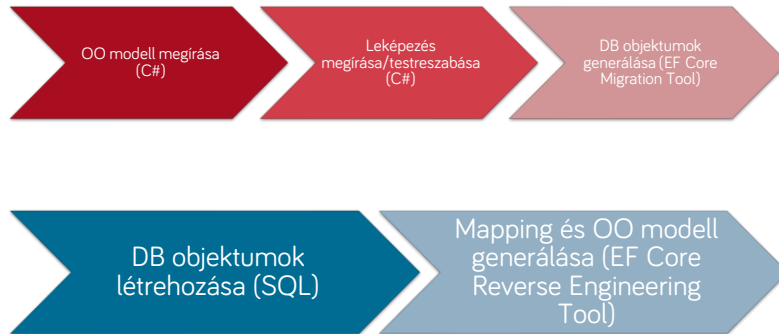 OO modell megírása
(C#)
Leképezés
megírása/testreszabása
(C#)
DB objektumok
generálása (EF Core
Migration Tool)
DB objektumok
létrehozása (SQL)
Mapping és OO modell
generálása (EF Core
Reverse Engineering
Tool)